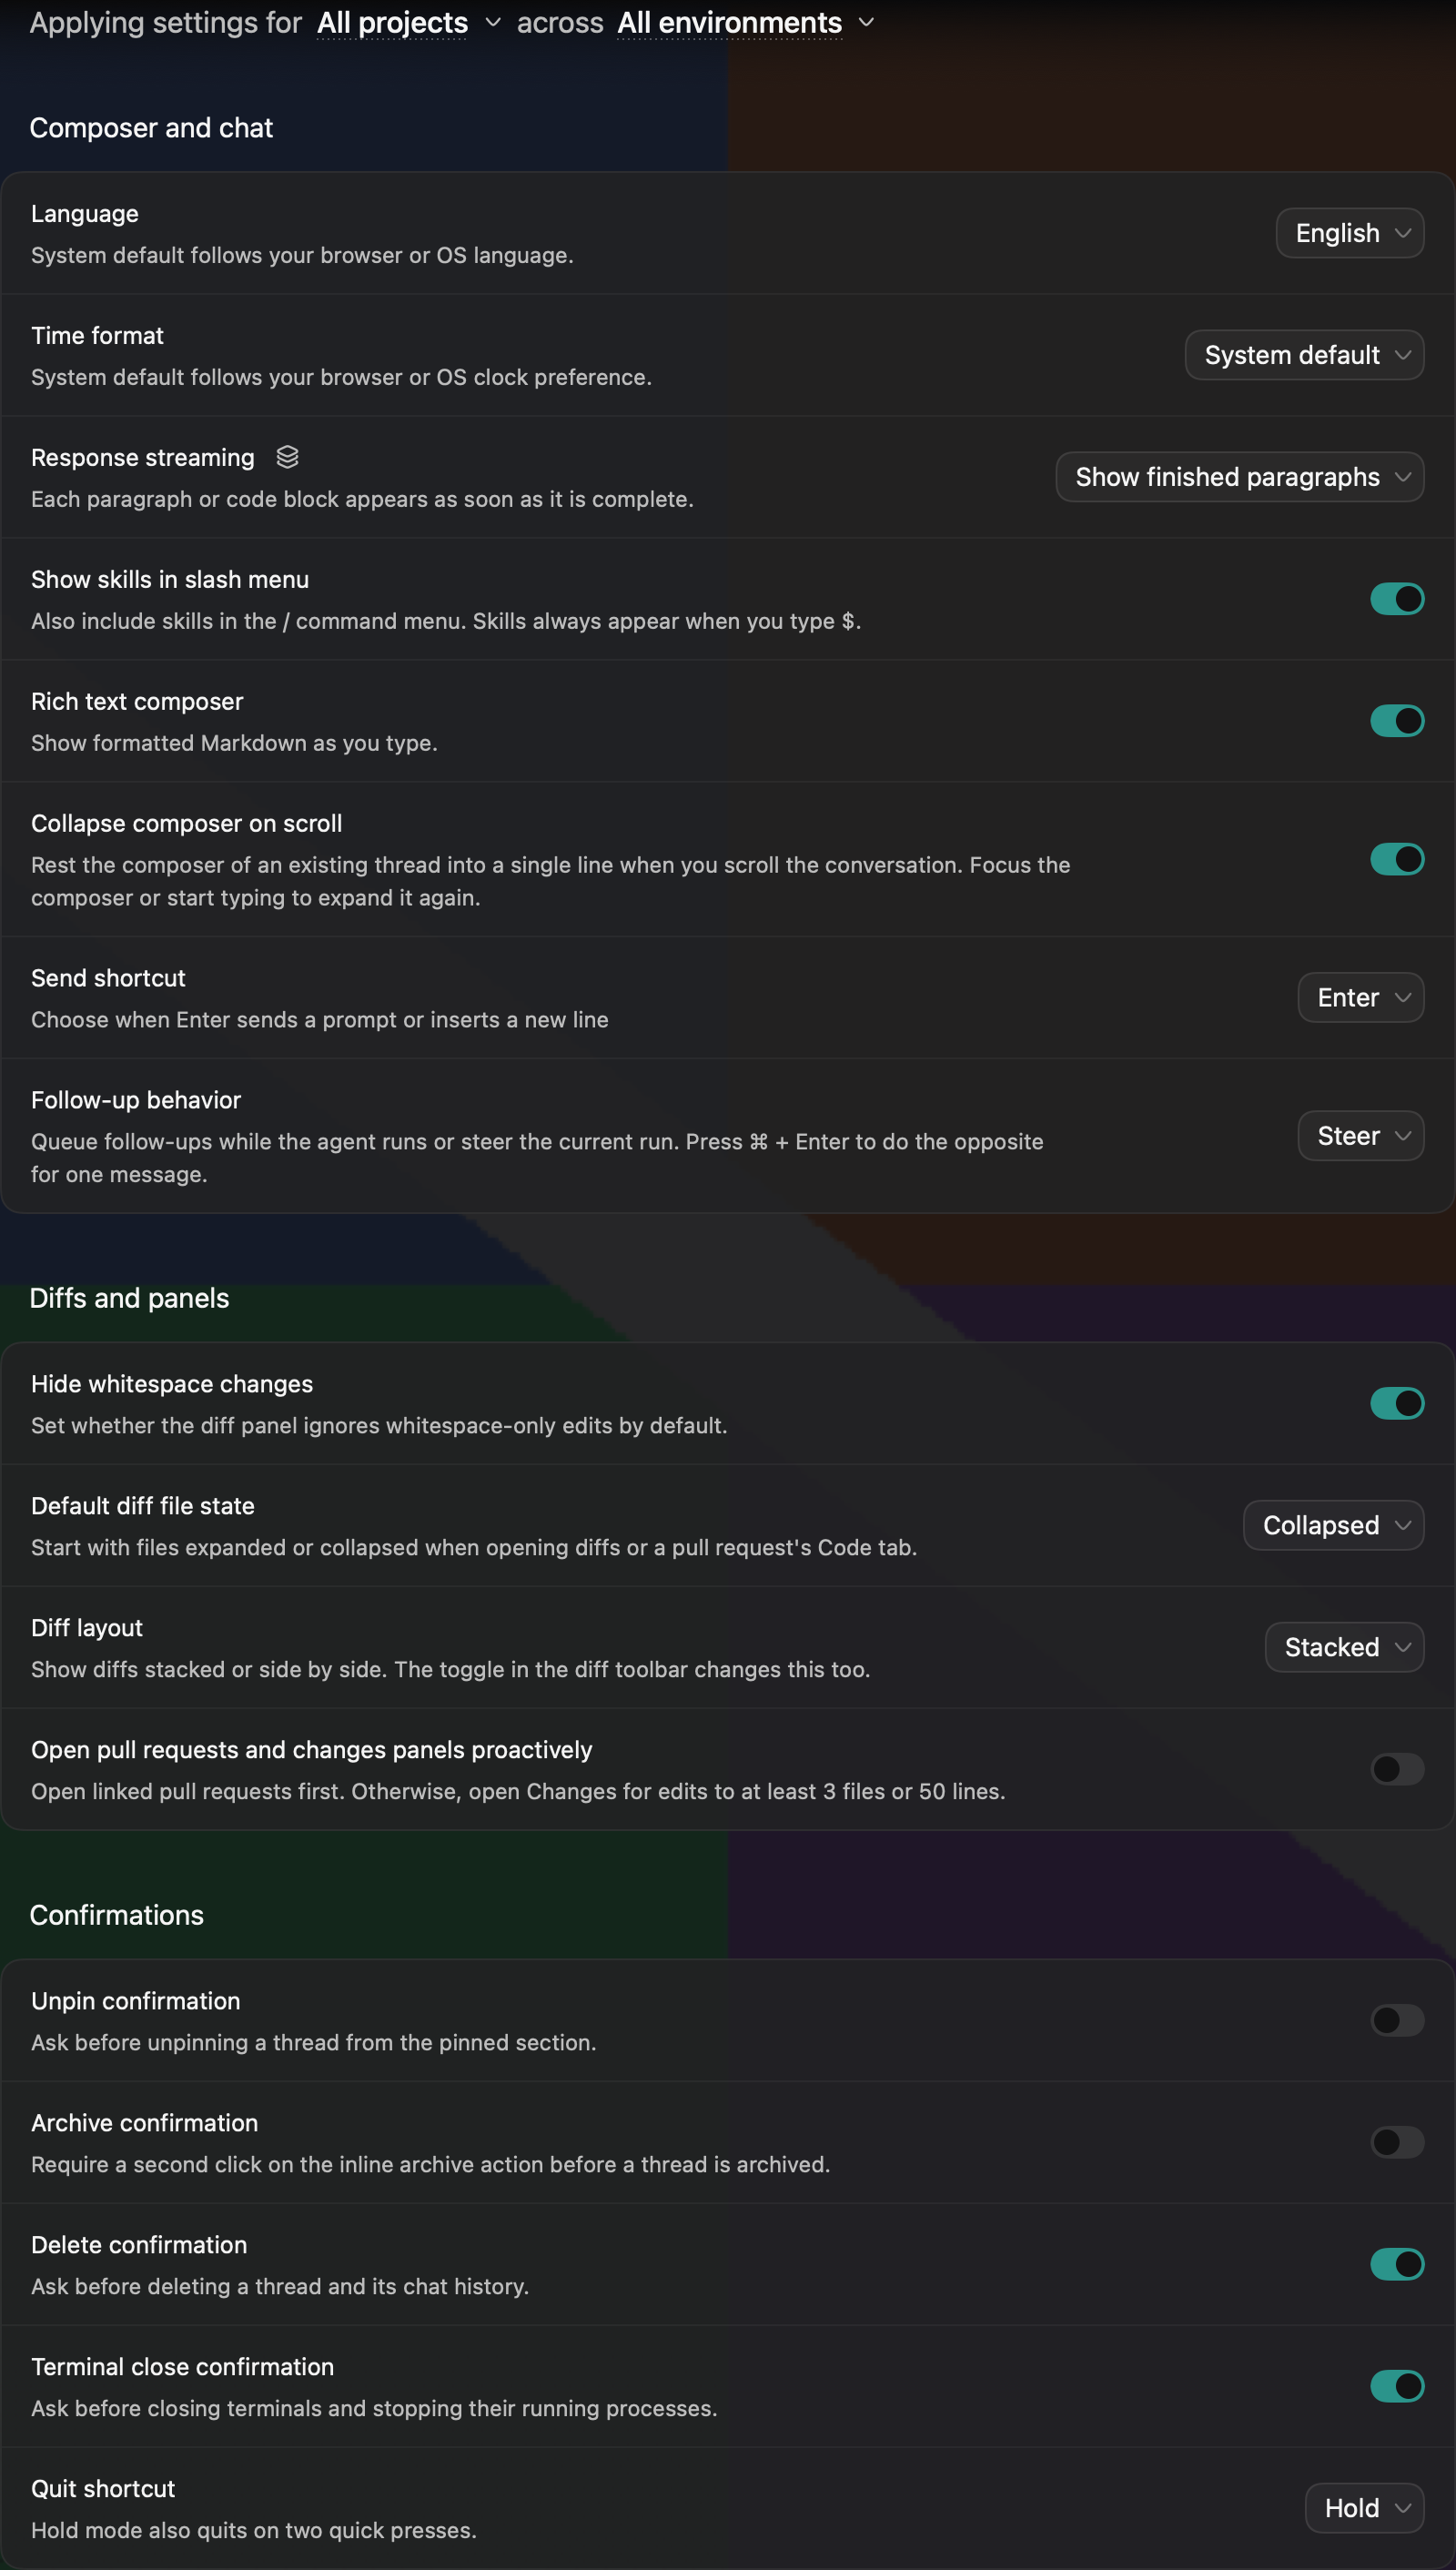 Applying settings for All projects across All environments
Composer and chat
Language
English
System default follows your browser or OS language.
Time format
System default
System default follows your browser or OS clock preference.
Response streaming
Show finished paragraphs
Each paragraph or code block appears as soon as it is complete.
Show skills in slash menu
Also include skills in the / command menu. Skills always appear when you type $.
Rich text composer
Show formatted Markdown as you type.
Collapse composer on scroll
Rest the composer of an existing thread into a single line when you scroll the conversation. Focus the
composer or start typing to expand it again.
Send shortcut
Enter
Choose when Enter sends a prompt or inserts a new line
Follow-up behavior
Steer
Queue follow-ups while the agent runs or steer the current run. Press ⌘ + Enter to do the opposite
for one message.
Diffs and panels
Hide whitespace changes
Set whether the diff panel ignores whitespace-only edits by default.
Default diff file state
Collapsed
Start with files expanded or collapsed when opening diffs or a pull request's Code tab.
Diff layout
Stacked
Show diffs stacked or side by side. The toggle in the diff toolbar changes this too.
Open pull requests and changes panels proactively
Open linked pull requests first. Otherwise, open Changes for edits to at least 3 files or 50 lines.
Confirmations
Unpin confirmation
Ask before unpinning a thread from the pinned section.
Archive confirmation
Require a second click on the inline archive action before a thread is archived.
Delete confirmation
Ask before deleting a thread and its chat history.
Terminal close confirmation
Ask before closing terminals and stopping their running processes.
Quit shortcut
Hold
Hold mode also quits on two quick presses.